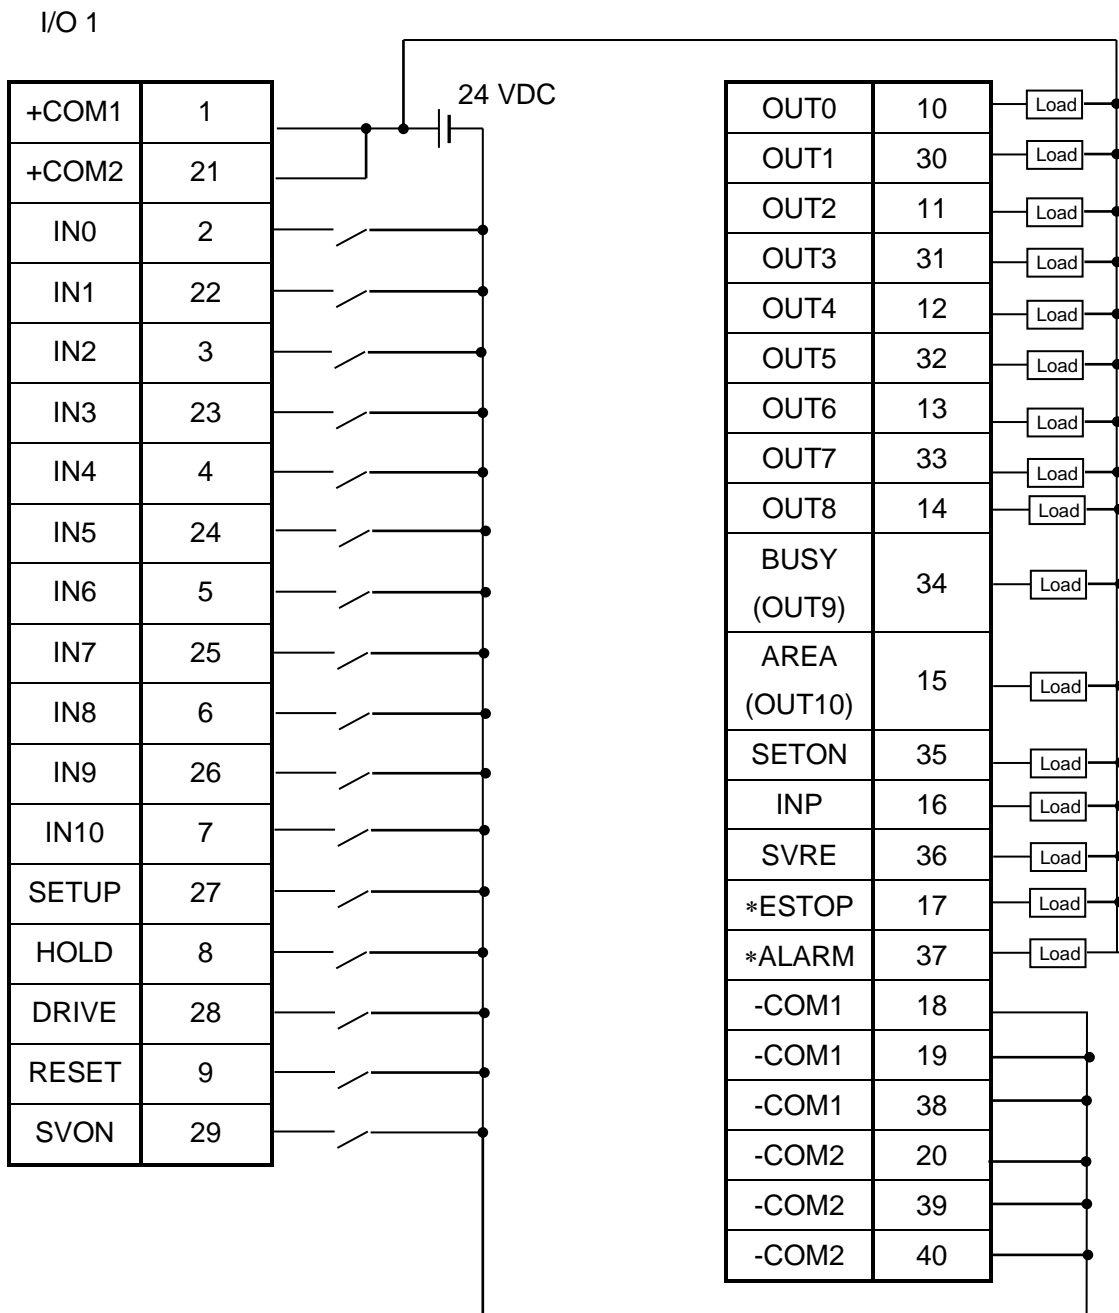 I/O 1
24 VDC
+COM1 1
+COM2 21
IN0 2
IN1 22
IN2 3
IN3 23
IN4 4
IN5 24
IN6 5
IN7 25
IN8 6
IN9 26
IN10 7
SETUP 27
HOLD 8
DRIVE 28
RESET 9
SVON 29
OUT0 10 Load
OUT1 30 Load
OUT2 11 Load
OUT3 31 Load
OUT4 12 Load
OUT5 32 Load
OUT6 13 Load
OUT7 33 Load
OUT8 14 Load
BUSY
(OUT9) 34 Load
AREA
(OUT10) 15 Load
SETON 35 Load
INP 16 Load
SVRE 36 Load
*ESTOP 17 Load
*ALARM 37 Load
-COM1 18
-COM1 19
-COM1 38
-COM2 20
-COM2 39
-COM2 40